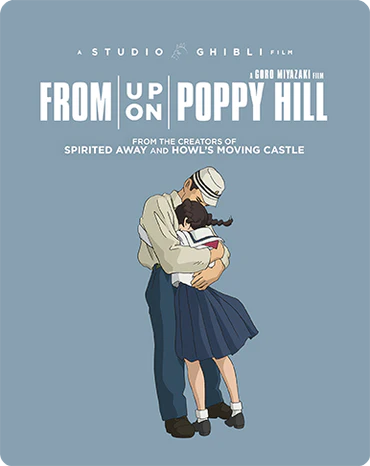 A STUDIO GHIBLI FILM
A GORO MIYAZAKI FILM
FROM UP ON POPPY HILL
FROM THE CREATORS OF
SPIRITED AWAY AND HOWL'S MOVING CASTLE